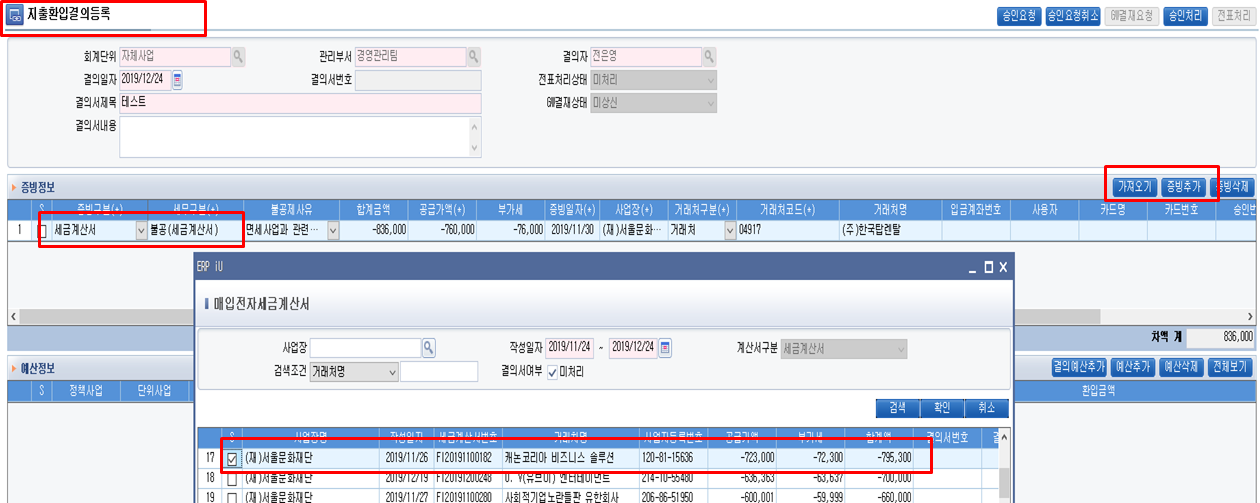 지출환입결의등록
승인요청 승인요청취소 GW결재요청 승인처리 전표처리
회계단위 자체사업 관리부서 경영관리팀 결의자 전은영
결의일자 2019/12/24 결의서번호 전표처리상태 미처리
결의서제목 테스트 GW결재상태 미상신
결의서내용
증빙정보 가져오기 증빙추가 증빙삭제
S 증빙구분(+) 세무구분(+) 불공제사유 합계금액 공급가액(+) 부가세 증빙일자(+) 사업장(+) 거래처구분(+) 거래처코드(+) 거래처명 입금계좌번호 사용자 카드명 카드번호 승인번
1 세금계산서 불공(세금계산서) 면세사업과 관련… -836,000 -760,000 -76,000 2019/11/30 (재)서울문화… 거래처 04917 (주)한국탑렌탈
ERP iU
매입전자세금계산서
차액 계 836,000
사업장 작성일자 2019/11/24 ~ 2019/12/24 계산서구분 세금계산서
검색조건 거래처명 결의서여부 미처리
예산정보 결의예산추가 예산추가 예산삭제 전체보기
S 정책사업 단위사업 환입금액
검색 확인 취소
S 사업장명 작성일자 세금계산서번호 거래처명 사업자등록번호 공급가액 부가세 합계액 결의서번호
17 (재)서울문화재단 2019/11/26 FI20191100182 캐논코리아 비즈니스 솔루션 120-81-15636 -723,000 -72,300 -795,300
18 (재)서울문화재단 2019/12/19 FI20191200248 214-10-55480 -636,363 -63,637 -700,000
19 (재)서울문화재단 2019/11/27 FI20191100280 사회적기업노란들판 유한회사 206-86-51950 -600,001 -59,999 -660,000